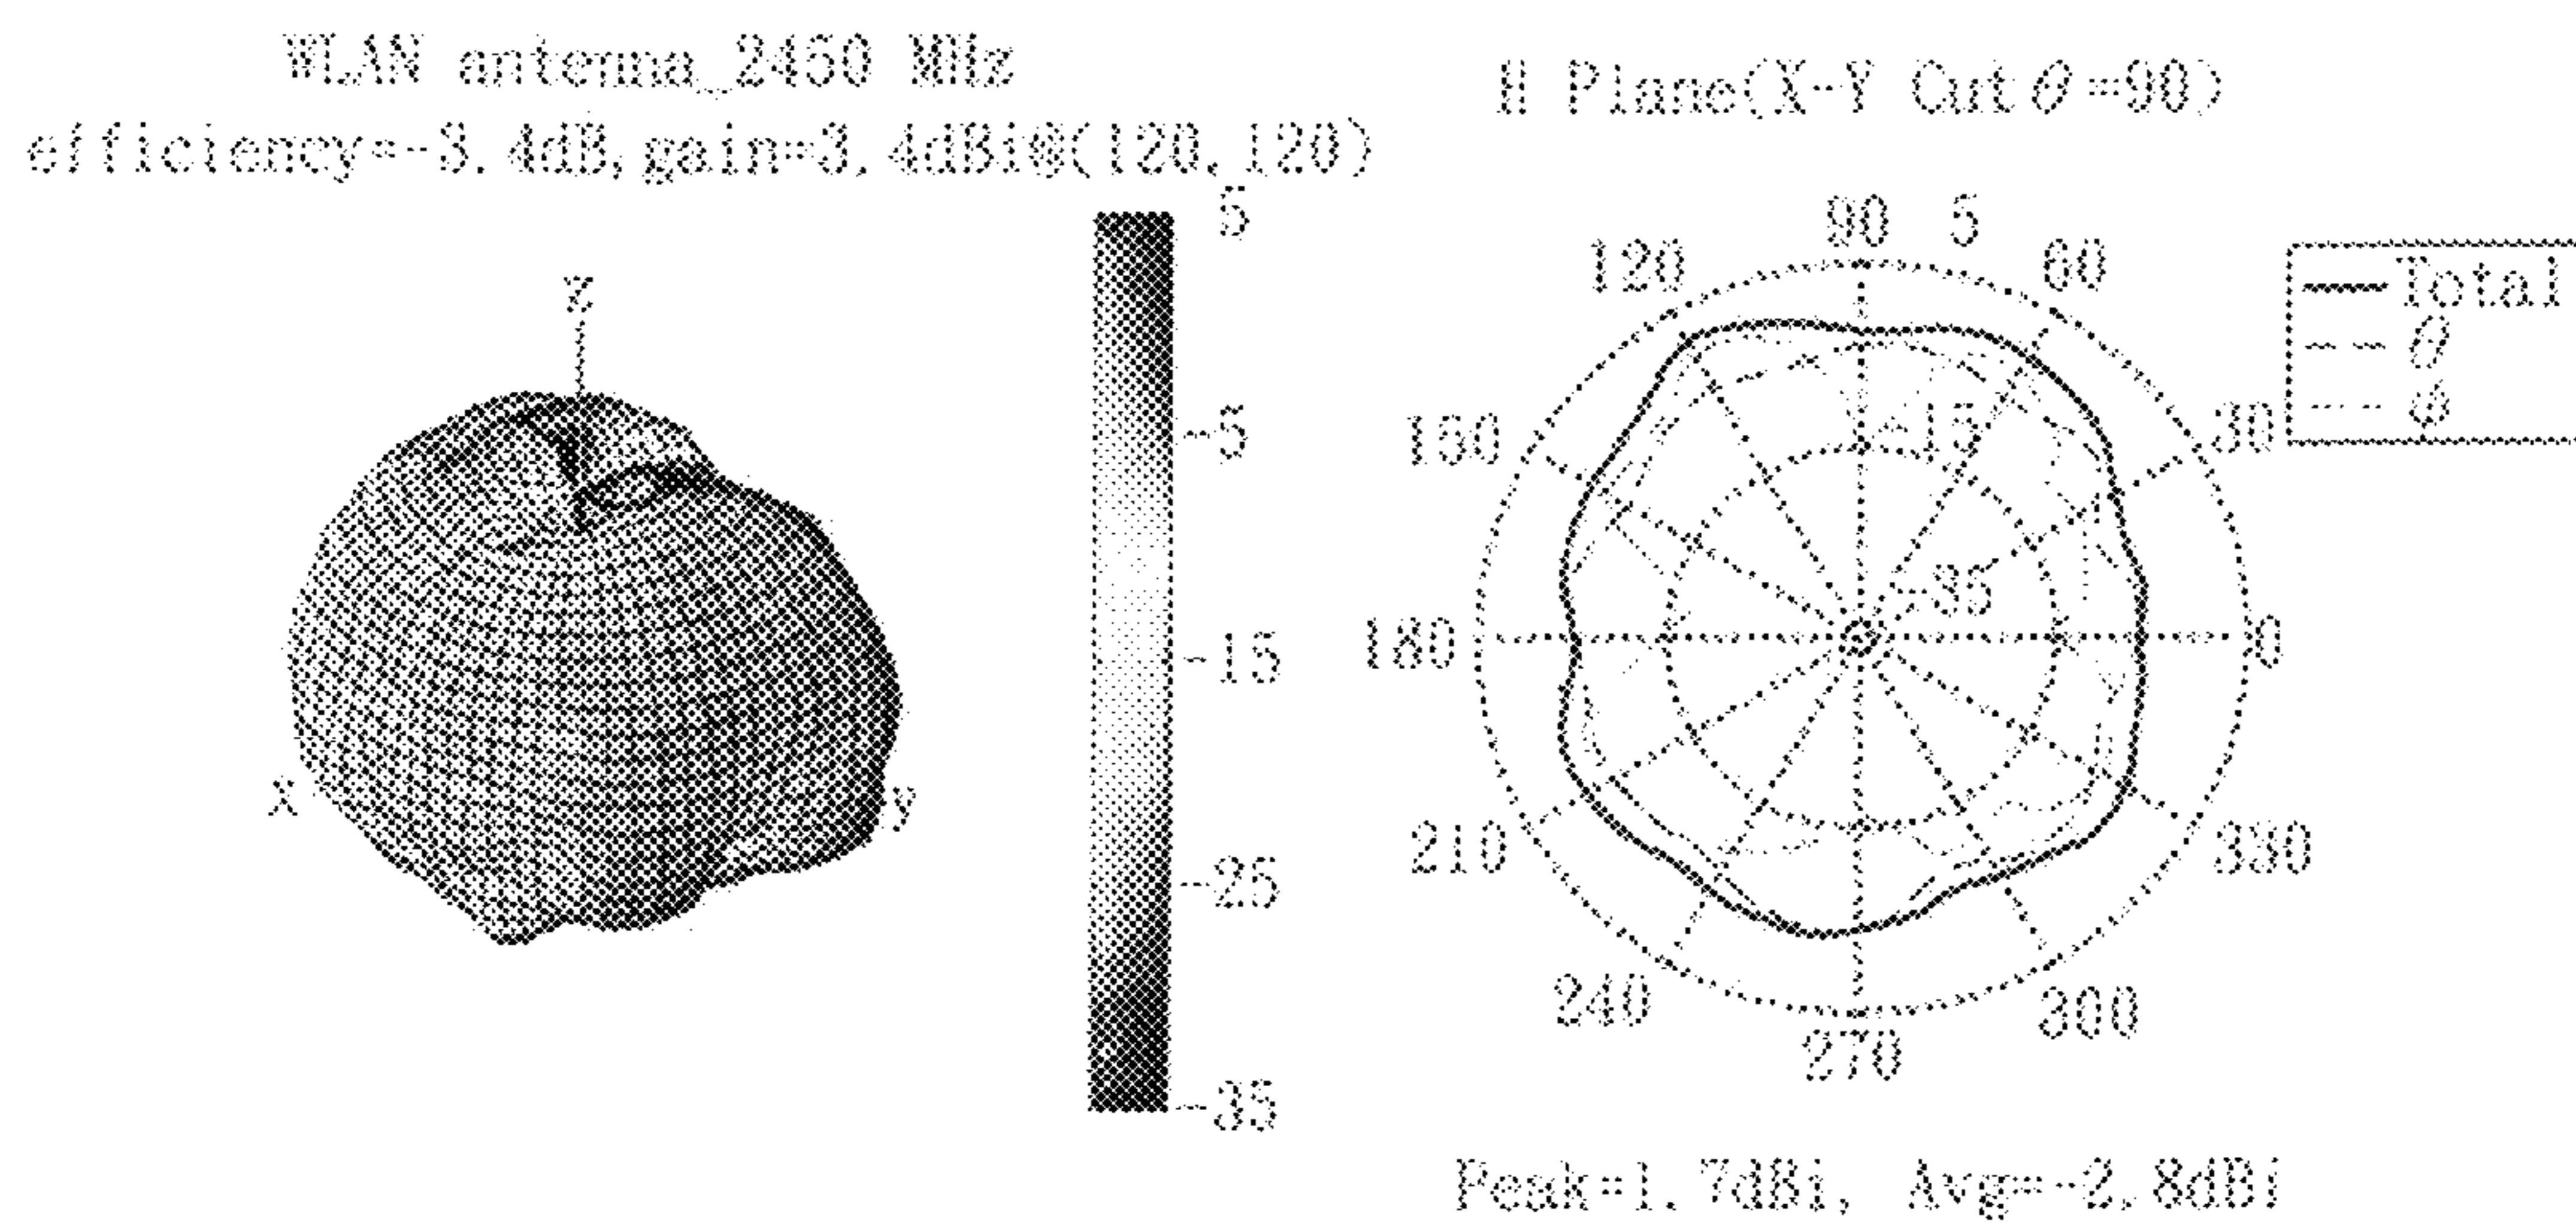 WLAN antenna_2450 MHz
efficiency=-3.4dB, gain=3.4dBi@(120,120)
z
x
y
5
-5
-15
-25
-35
H Plane(X-Y Cut θ=90)
90
5
120
60
150
30
-15
-35
180
0
210
330
240
300
270
Total
θ
ϕ
Peak=1.7dBi, Avg=-2.8dBi